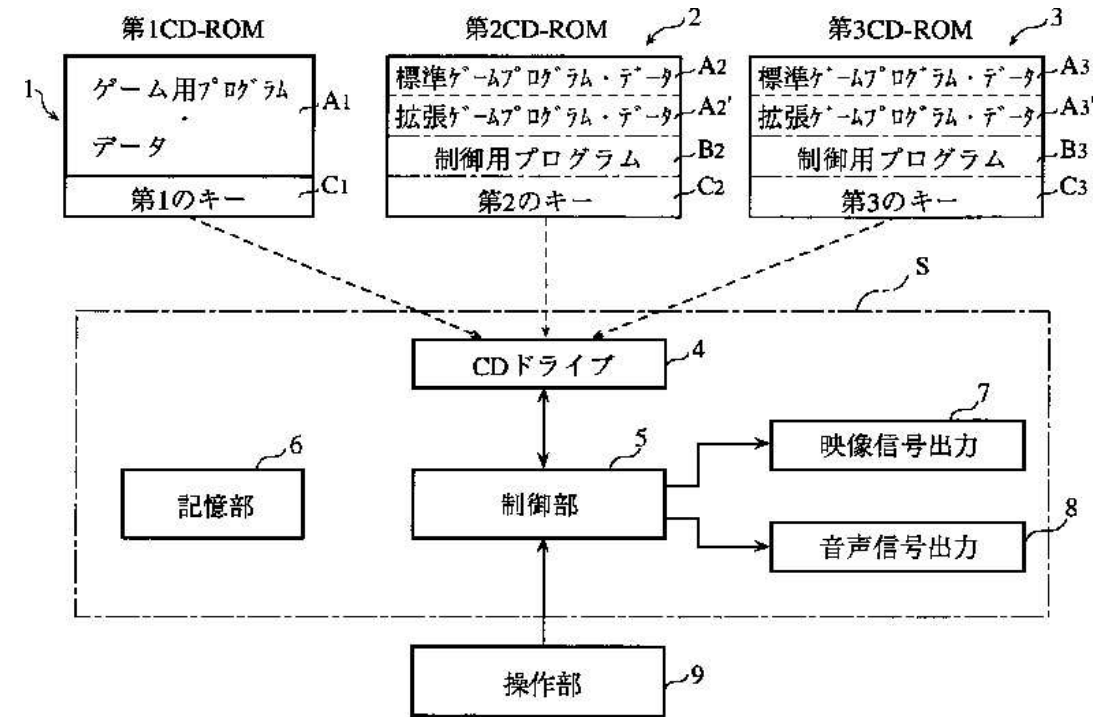 第1CD-ROM
第2CD-ROM
2
第3CD-ROM
3
1
ゲーム用プログラム
・
データ
A1
第1のキー
C1
標準ゲームプログラム・データ
A2
拡張ゲームプログラム・データ
A2'
制御用プログラム
B2
第2のキー
C2
標準ゲームプログラム・データ
A3
拡張ゲームプログラム・データ
A3'
制御用プログラム
B3
第3のキー
C3
S
CDドライブ
4
記憶部
6
制御部
5
映像信号出力
7
音声信号出力
8
操作部
9